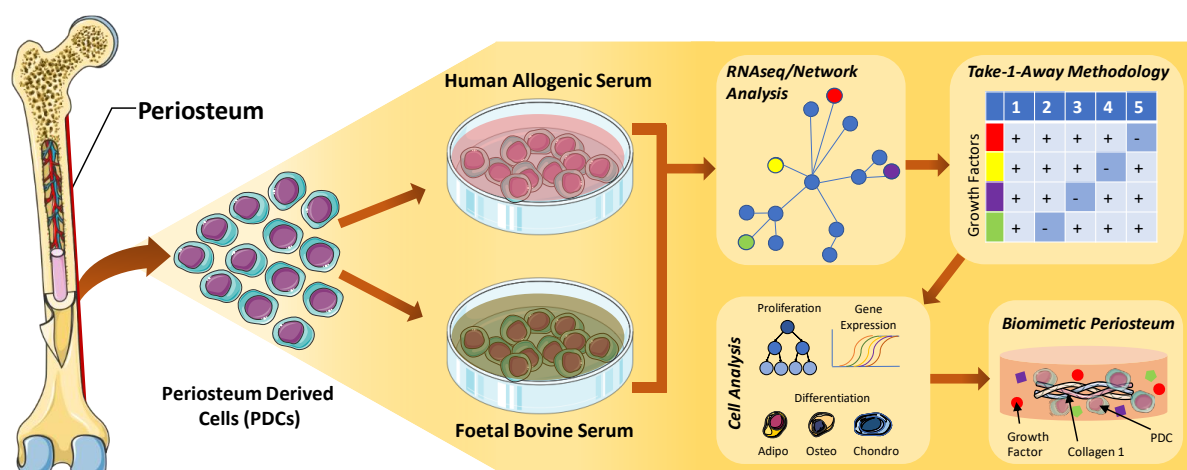 Periosteum
Periosteum Derived
Cells (PDCs)
Human Allogenic Serum
Foetal Bovine Serum
RNAseq/Network
Analysis
Take-1-Away Methodology
1 2 3 4 5
Growth Factors
+ + + + -
+ + + - +
+ + - + +
+ - + + +
Cell Analysis
Proliferation
Gene
Expression
Differentiation
Adipo Osteo Chondro
Biomimetic Periosteum
Growth
Factor
Collagen 1
PDC